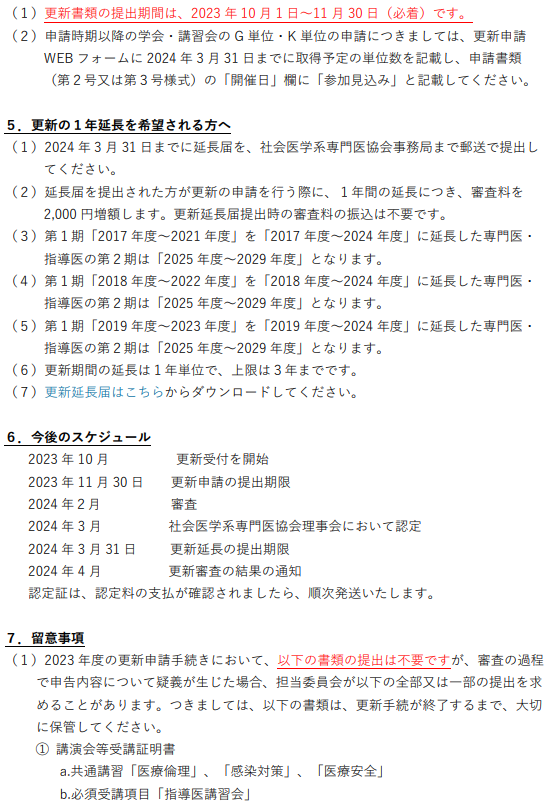 （１）更新書類の提出期間は、2023 年 10 月 1 日～11 月 30 日（必着）です。
（２）申請時期以降の学会・講習会の G 単位・K 単位の申請につきましては、更新申請
WEB フォームに 2024 年 3 月 31 日までに取得予定の単位数を記載し、申請書類
（第２号又は第３号様式）の「開催日」欄に「参加見込み」と記載してください。
５．更新の１年延長を希望される方へ
（１）2024 年 3 月 31 日までに延長届を、社会医学系専門医協会事務局まで郵送で提出し
てください。
（２）延長届を提出された方が更新の申請を行う際に、１年間の延長につき、審査料を
2,000 円増額します。更新延長届提出時の審査料の振込は不要です。
（３）第１期「2017 年度～2021 年度」を「2017 年度～2024 年度」に延長した専門医・
指導医の第２期は「2025 年度～2029 年度」となります。
（４）第１期「2018 年度～2022 年度」を「2018 年度～2024 年度」に延長した専門医・
指導医の第２期は「2025 年度～2029 年度」となります。
（５）第１期「2019 年度～2023 年度」を「2019 年度～2024 年度」に延長した専門医・
指導医の第２期は「2025 年度～2029 年度」となります。
（６）更新期間の延長は１年単位で、上限は３年までです。
（７）更新延長届はこちらからダウンロードしてください。
６．今後のスケジュール
2023 年 10 月 更新受付を開始
2023 年 11 月 30 日 更新申請の提出期限
2024 年 2 月 審査
2024 年 3 月 社会医学系専門医協会理事会において認定
2024 年 3 月 31 日 更新延長の提出期限
2024 年 4 月 更新審査の結果の通知
認定証は、認定料の支払が確認されましたら、順次発送いたします。
７．留意事項
（１）2023 年度の更新申請手続きにおいて、以下の書類の提出は不要ですが、審査の過程
で申告内容について疑義が生じた場合、担当委員会が以下の全部又は一部の提出を求
めることがあります。つきましては、以下の書類は、更新手続が終了するまで、大切
に保管してください。
① 講演会等受講証明書
a.共通講習「医療倫理」、「感染対策」、「医療安全」
b.必須受講項目「指導医講習会」